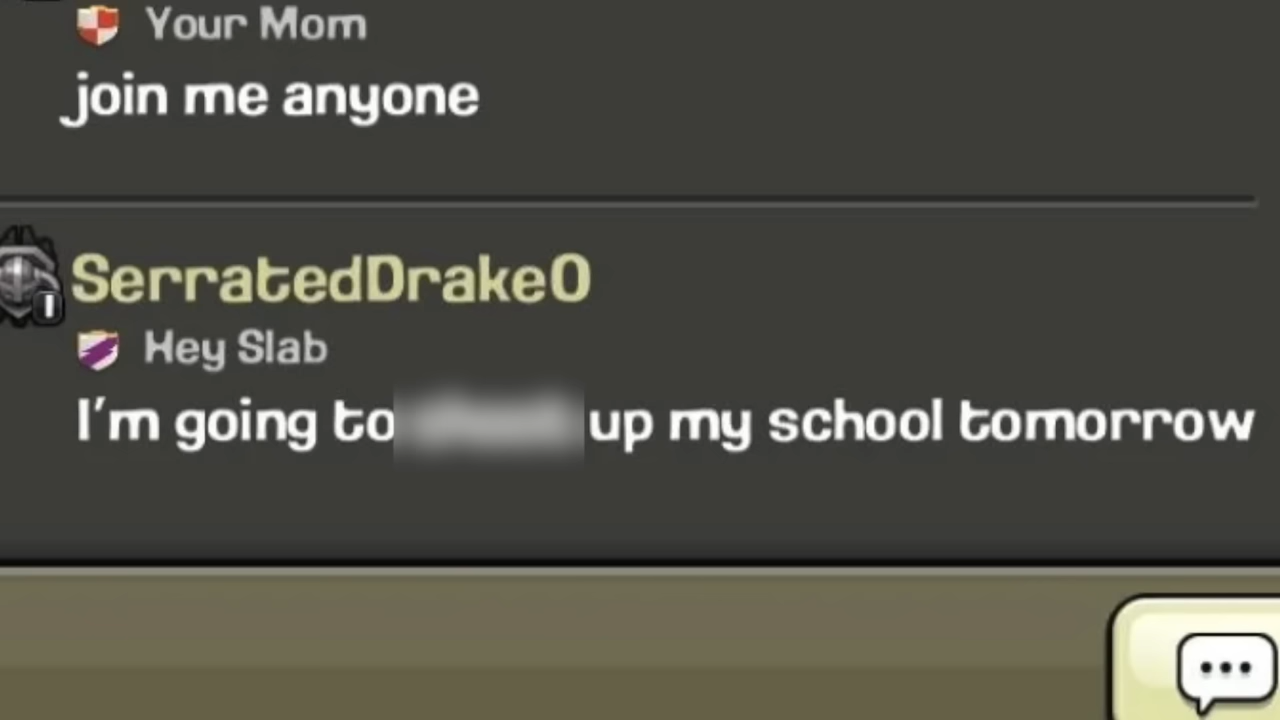 Your Mom
join me anyone
SerratedDrake0
Hey Slab
I'm going to up my school tomorrow